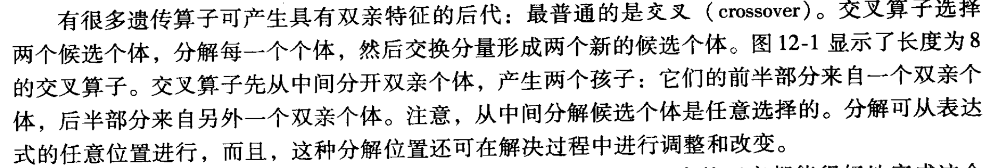 有很多遗传算子可产生具有双亲特征的后代：最普通的是交叉（crossover）。交叉算子选择
两个候选个体，分解每一个个体，然后交换分量形成两个新的候选个体。图 12-1 显示了长度为 8
的交叉算子。交叉算子先从中间分开双亲个体，产生两个孩子：它们的前半部分来自一个双亲个
体，后半部分来自另外一个双亲个体。注意，从中间分解候选个体是任意选择的。分解可从表达
式的任意位置进行，而且，这种分解位置还可在解决过程中进行调整和改变。